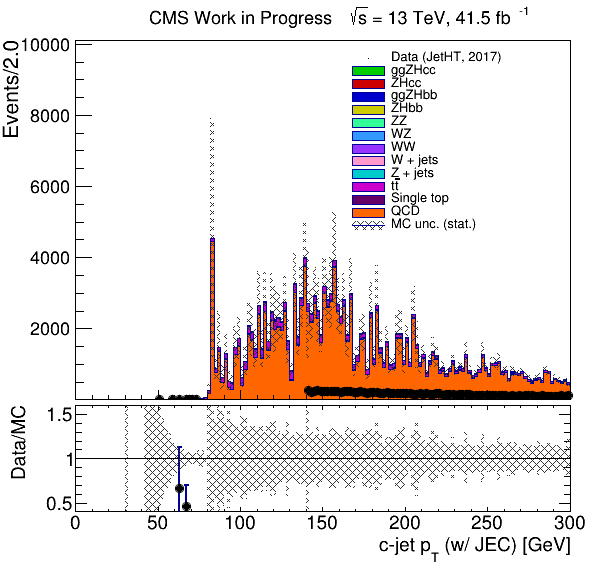 CMS Work in Progress √s = 13 TeV, 41.5 fb⁻¹
Events/2.0
10000
8000
6000
4000
2000
Data (JetHT, 2017)
ggZHcc
ZHcc
ggZHbb
ZHbb
ZZ
WZ
WW
W + jets
Z + jets
tt̄
Single top
QCD
MC unc. (stat.)
Data/MC
1.5
1
0.5
0 50 100 150 200 250 300
c-jet p_T (w/ JEC) [GeV]